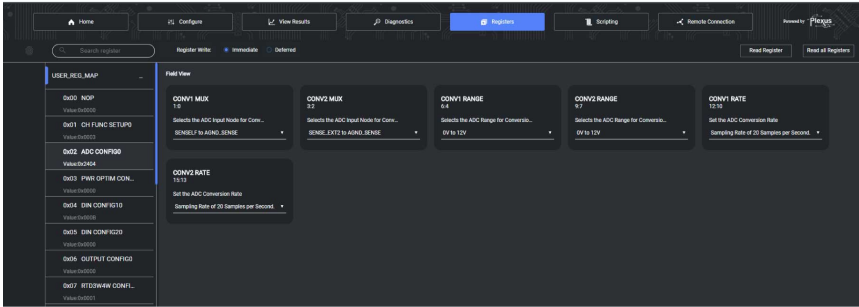 Home
Configure
View Results
Diagnostics
Registers
Scripting
Remote Connection
Powered by Plexus
Search register
Register Write:
Immediate
Deferred
Read Register
Read all Registers
USER_REG_MAP
0x00 NOP
Value:0x0000
0x01 CH FUNC SETUP0
Value:0x0003
0x02 ADC CONFIG0
Value:0x2404
0x03 PWR OPTIM CON...
Value:0x0000
0x04 DIN CONFIG10
Value:0x000B
0x05 DIN CONFIG20
Value:0x0000
0x06 OUTPUT CONFIG0
Value:0x0000
0x07 RTD3W4W CONFI...
Value:0x0001
Field View
CONV1 MUX
1:0
Selects the ADC Input Node for Conv...
SENSELF to AGND_SENSE
CONV2 MUX
3:2
Selects the ADC Input Node for Conv...
SENSE_EXT2 to AGND_SENSE
CONV1 RANGE
6:4
Selects the ADC Range for Conversio...
0V to 12V
CONV2 RANGE
9:7
Selects the ADC Range for Conversio...
0V to 12V
CONV1 RATE
12:10
Set the ADC Conversion Rate
Sampling Rate of 20 Samples per Second.
CONV2 RATE
15:13
Set the ADC Conversion Rate
Sampling Rate of 20 Samples per Second.